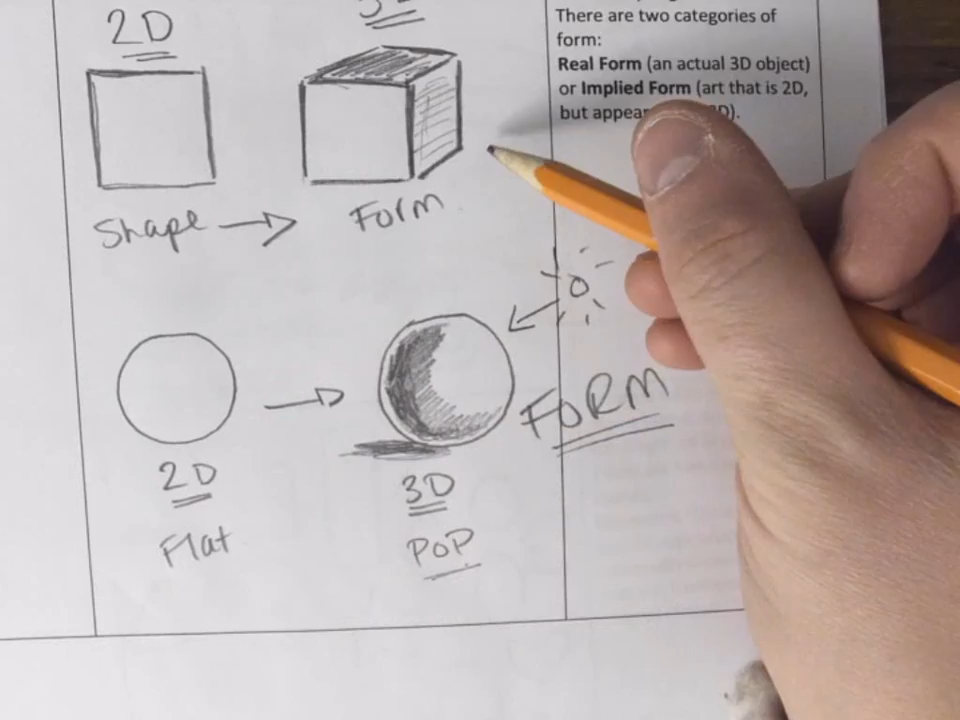 2D
Shape
Form
2D
Flat
3D
POP
FORM
There are two categories of
form:
Real Form (an actual 3D object)
or Implied Form (art that is 2D,
but